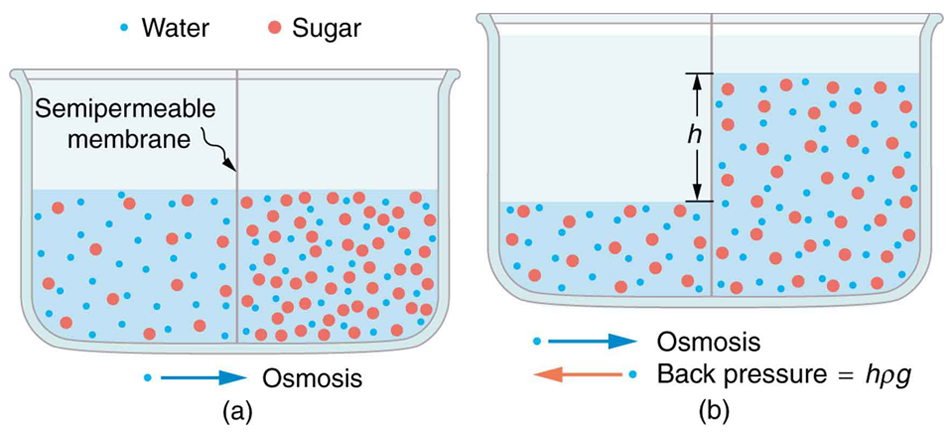 Water
Sugar
Semipermeable
membrane
Osmosis
(a)
h
Osmosis
Back pressure = hρg
(b)